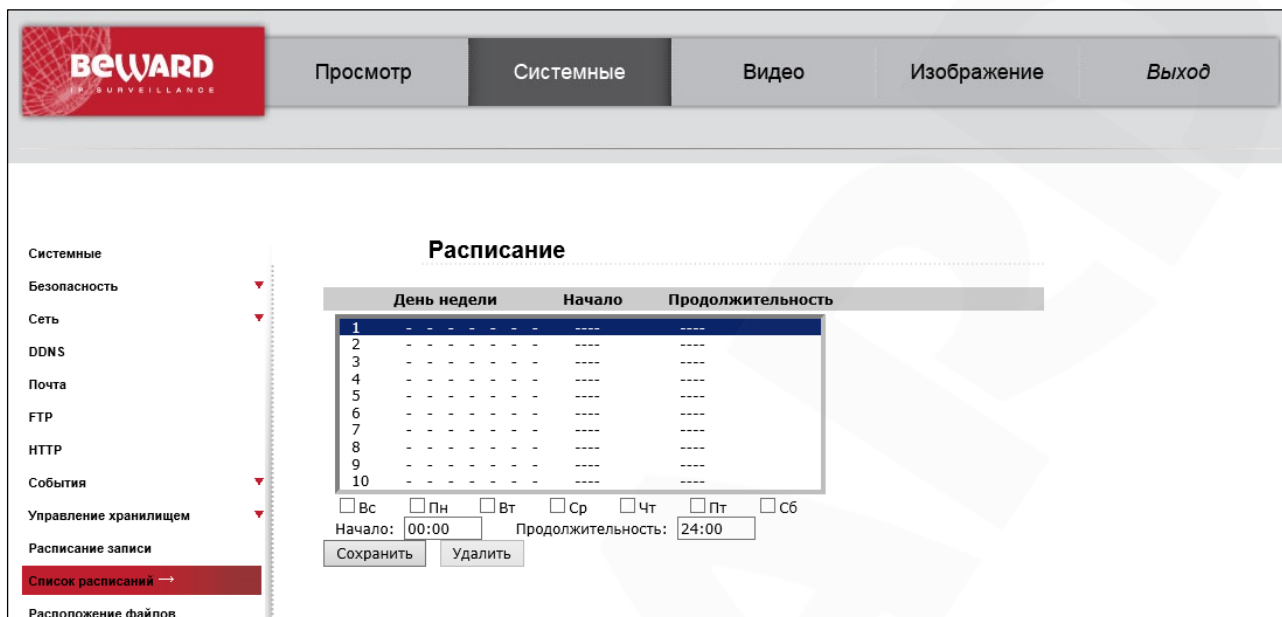 BEWARD
IP SURVEILLANCE
Просмотр
Системные
Видео
Изображение
Выход
Системные
Безопасность
Сеть
DDNS
Почта
FTP
HTTP
События
Управление хранилищем
Расписание записи
Список расписаний →
Расположение файлов
Расписание
День недели Начало Продолжительность
1 - - - - - - - ---- ----
2 - - - - - - - ---- ----
3 - - - - - - - ---- ----
4 - - - - - - - ---- ----
5 - - - - - - - ---- ----
6 - - - - - - - ---- ----
7 - - - - - - - ---- ----
8 - - - - - - - ---- ----
9 - - - - - - - ---- ----
10 - - - - - - - ---- ----
Вс Пн Вт Ср Чт Пт Сб
Начало: 00:00 Продолжительность: 24:00
Сохранить Удалить